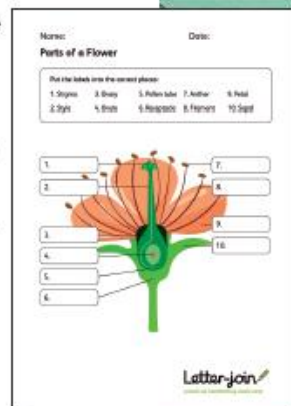 Name:
Date:
Parts of a Flower
Put the labels into the correct places:
1. Stigma 3. Ovary 5. Pollen tube 7. Anther 9. Petal
2. Style 4. Ovule 6. Receptacle 8. Filament 10. Sepal
1.
7.
2.
8.
3.
9.
4.
10.
5.
6.
Letter-join